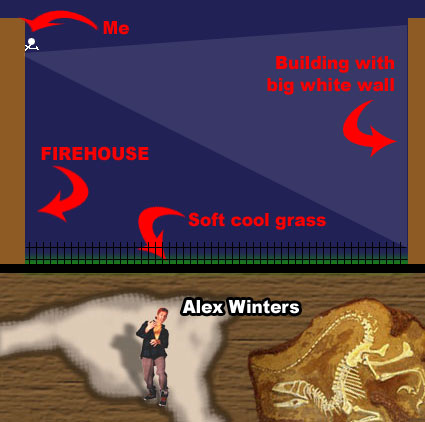 Me
Building with
big white wall
FIREHOUSE
Soft cool grass
Alex Winters